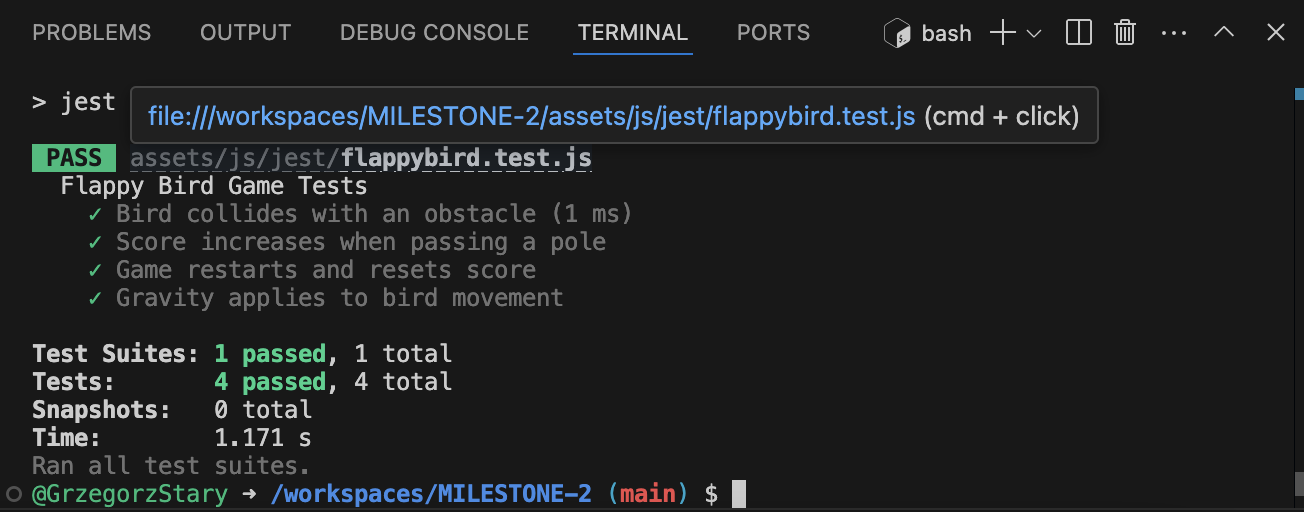 PROBLEMS OUTPUT DEBUG CONSOLE TERMINAL PORTS bash
> jest
file:///workspaces/MILESTONE-2/assets/js/jest/flappybird.test.js (cmd + click)
PASS assets/js/jest/flappybird.test.js
Flappy Bird Game Tests
✓ Bird collides with an obstacle (1 ms)
✓ Score increases when passing a pole
✓ Game restarts and resets score
✓ Gravity applies to bird movement
Test Suites: 1 passed, 1 total
Tests: 4 passed, 4 total
Snapshots: 0 total
Time: 1.171 s
Ran all test suites.
@GrzegorzStary → /workspaces/MILESTONE-2 (main) $